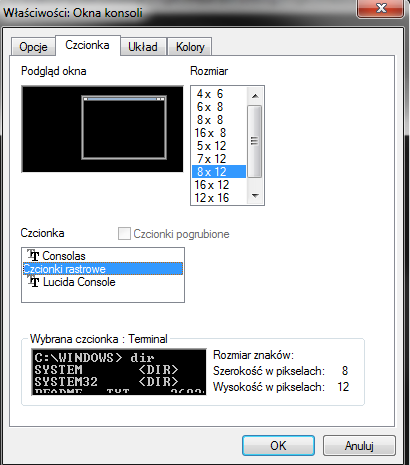 Właściwości: Okna konsoli
Opcje
Czcionka
Układ
Kolory
Podgląd okna
Rozmiar
4 x 6
6 x 8
8 x 8
16 x 8
5 x 12
7 x 12
8 x 12
16 x 12
12 x 16
Czcionka
Czcionki pogrubione
Consolas
Czcionki rastrowe
Lucida Console
Wybrana czcionka : Terminal
C:\WINDOWS> dir
SYSTEM <DIR>
SYSTEM32 <DIR>
README TXT
Rozmiar znaków:
Szerokość w pikselach: 8
Wysokość w pikselach: 12
OK
Anuluj